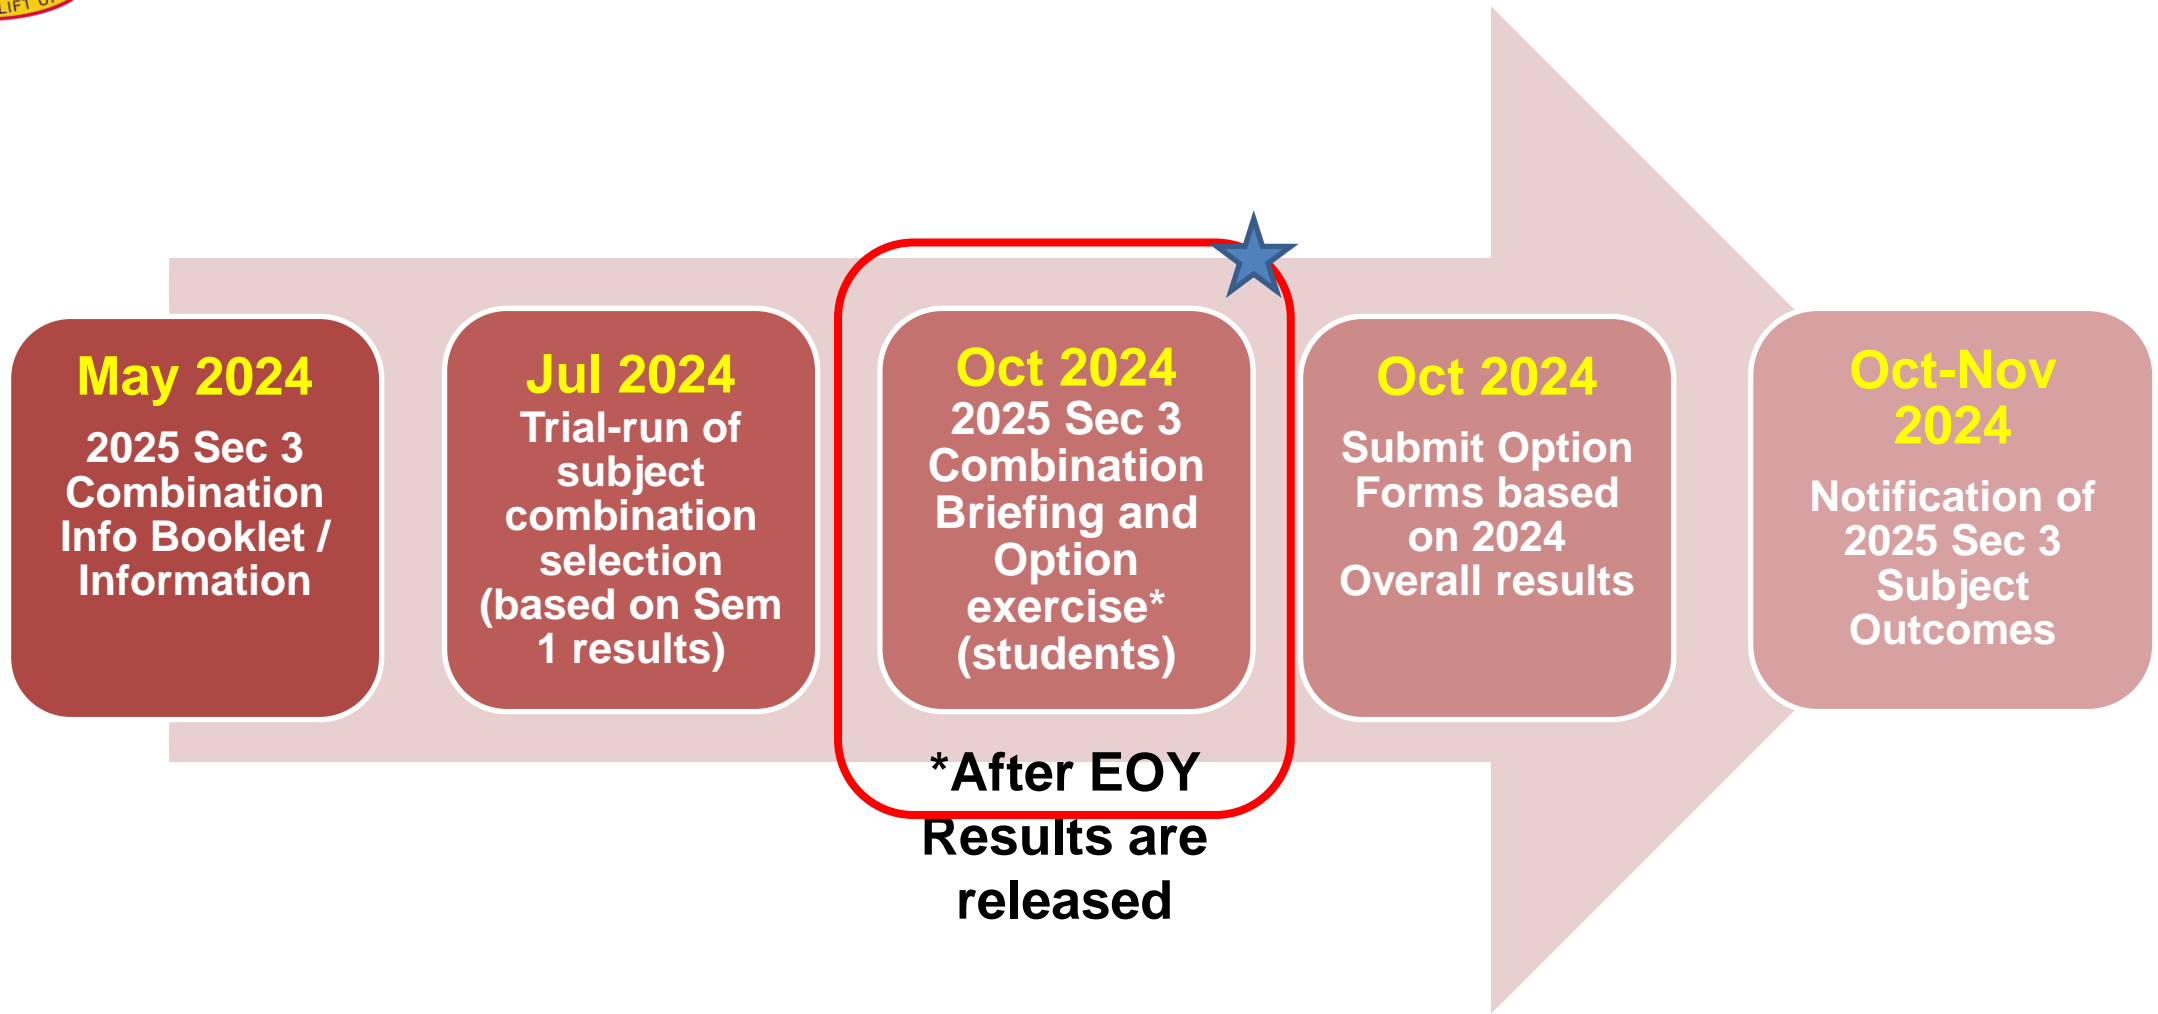 LIFT UP
May 2024
2025 Sec 3
Combination
Info Booklet /
Information
Jul 2024
Trial-run of
subject
combination
selection
(based on Sem
1 results)
Oct 2024
2025 Sec 3
Combination
Briefing and
Option
exercise*
(students)
*After EOY
Results are
released
Oct 2024
Submit Option
Forms based
on 2024
Overall results
Oct-Nov
2024
Notification of
2025 Sec 3
Subject
Outcomes